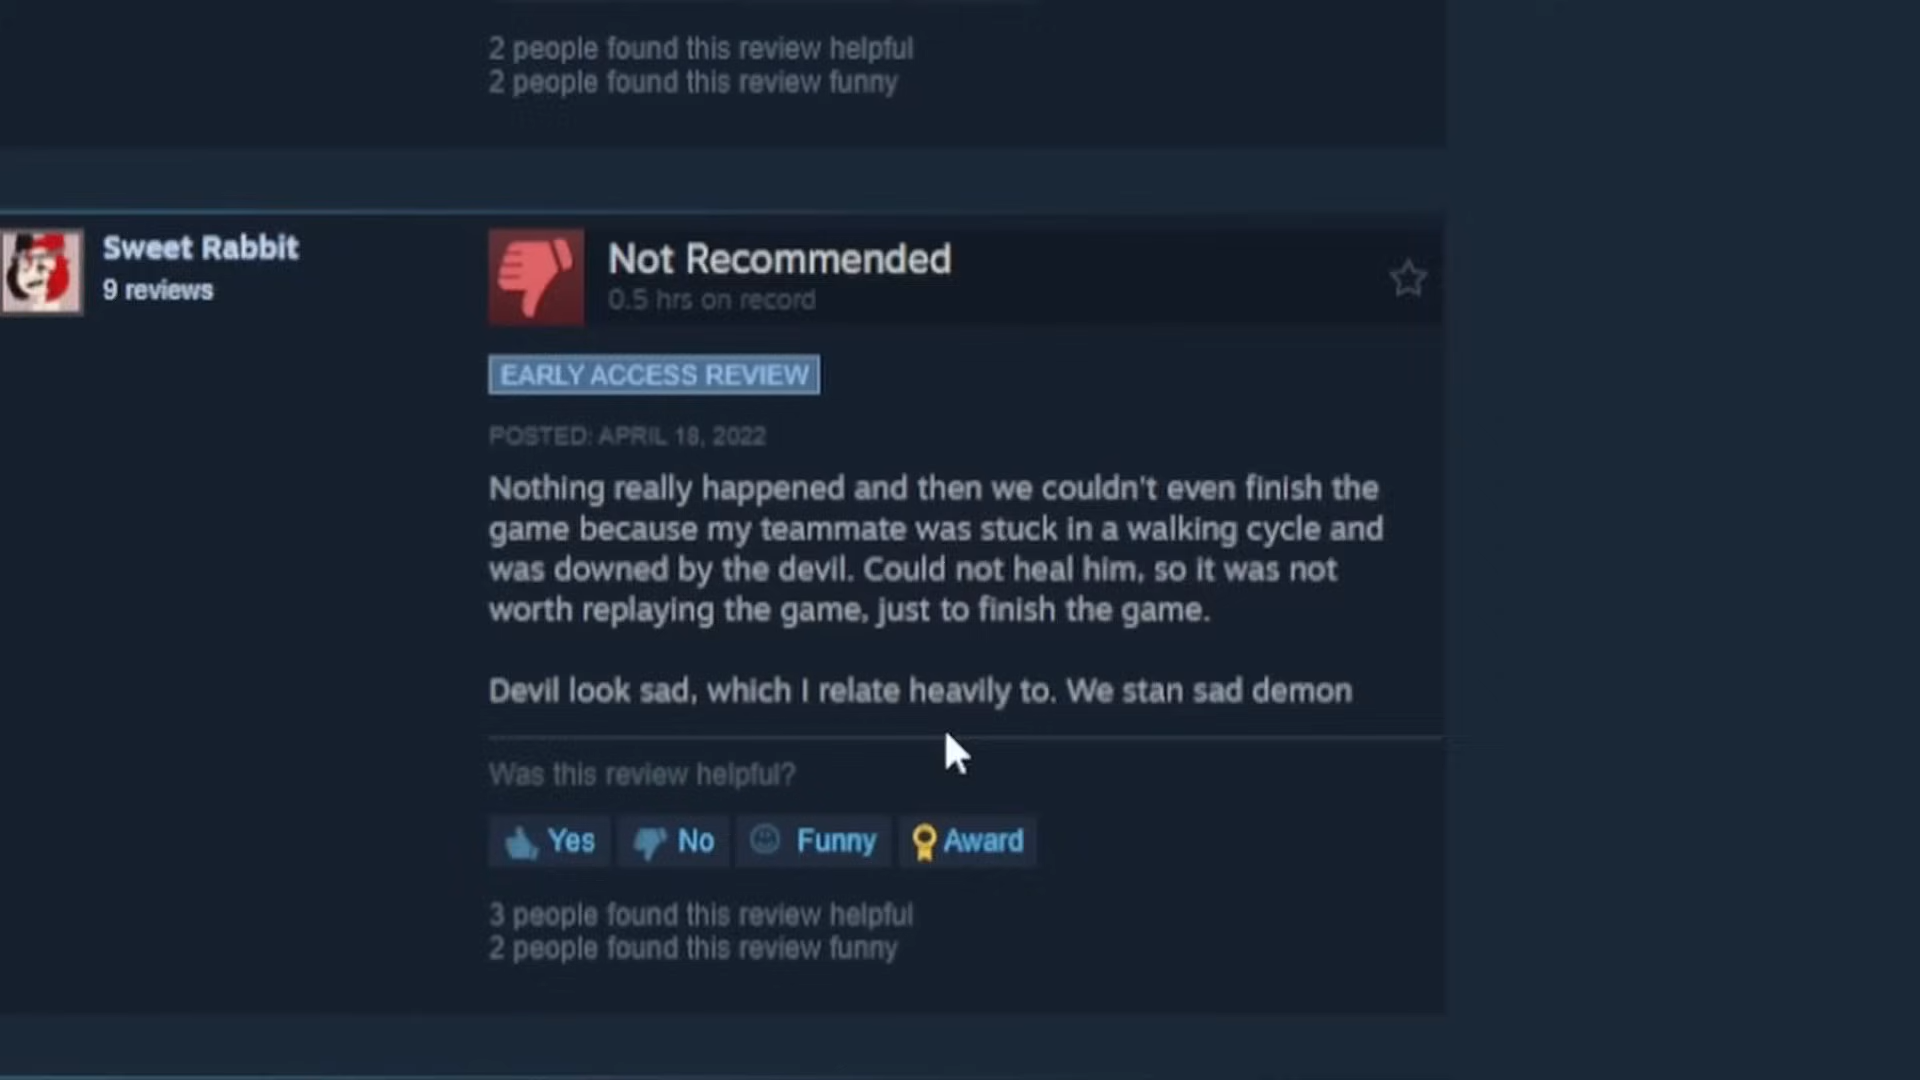 2 people found this review helpful
2 people found this review funny
Sweet Rabbit
9 reviews
Not Recommended
0.5 hrs on record
EARLY ACCESS REVIEW
POSTED: APRIL 18, 2022
Nothing really happened and then we couldn't even finish the
game because my teammate was stuck in a walking cycle and
was downed by the devil. Could not heal him, so it was not
worth replaying the game, just to finish the game.
Devil look sad, which I relate heavily to. We stan sad demon
Was this review helpful?
Yes No Funny Award
3 people found this review helpful
2 people found this review funny